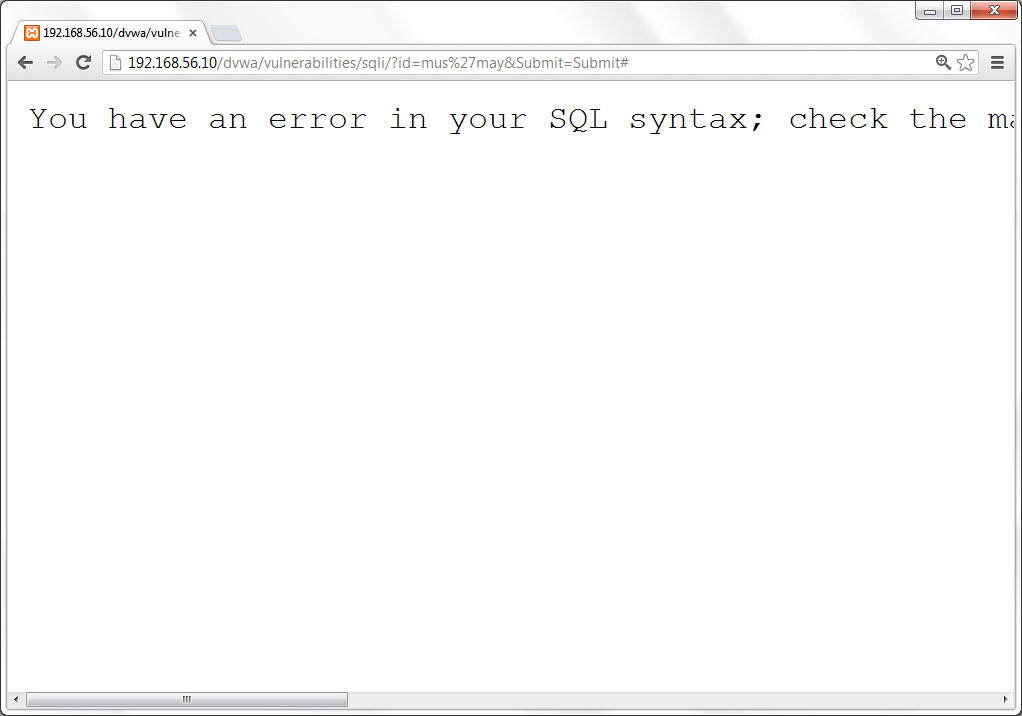 192.168.56.10/dvwa/vulne
192.168.56.10/dvwa/vulnerabilities/sqli/?id=mus%27may&Submit=Submit#
You have an error in your SQL syntax; check the ma